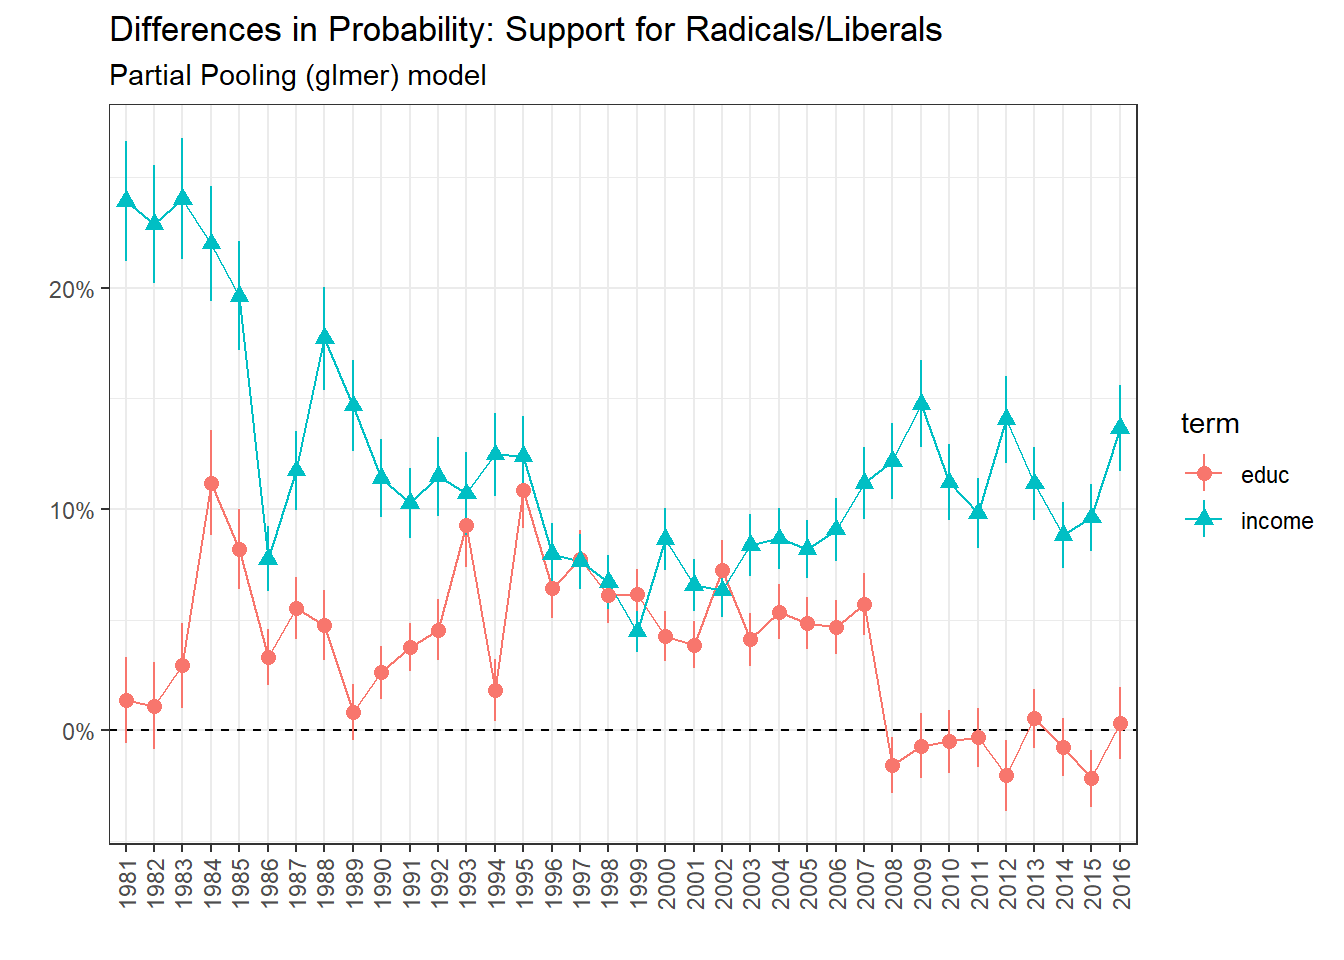 Differences in Probability: Support for Radicals/Liberals
Partial Pooling (glmer) model
20%
10%
0%
1981 1982 1983 1984 1985 1986 1987 1988 1989 1990 1991 1992 1993 1994 1995 1996 1997 1998 1999 2000 2001 2002 2003 2004 2005 2006 2007 2008 2009 2010 2011 2012 2013 2014 2015 2016
term
educ
income